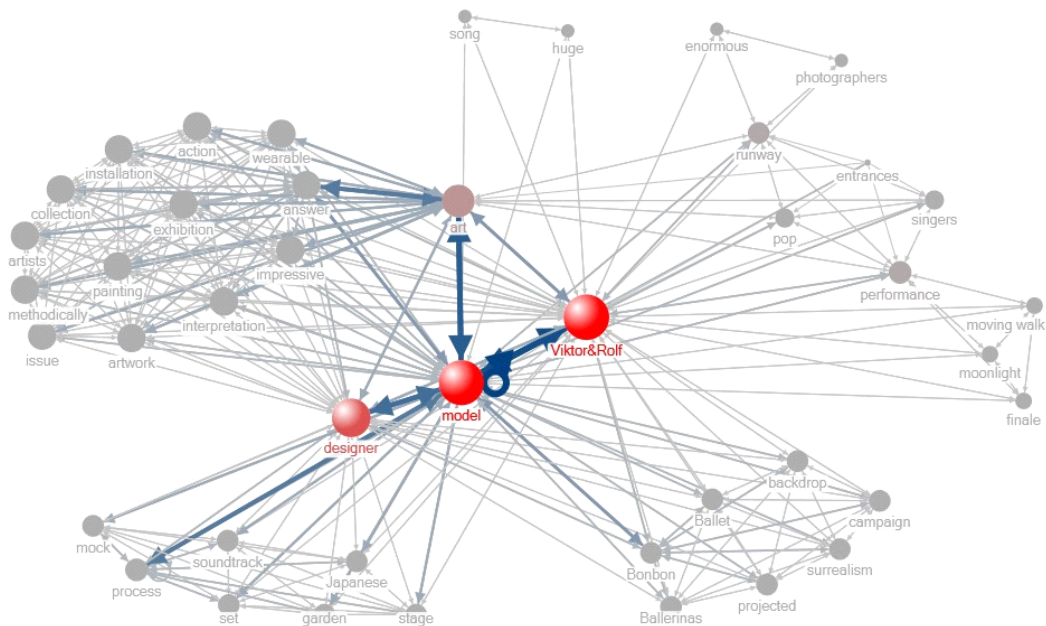 song
huge
enormous
photographers
action
wearable
runway
installation
entrances
answer
collection
singers
exhibition
art
pop
artists
impressive
painting
performance
methodically
interpretation
moving walk
issue
artwork
Viktor&Rolf
moonlight
model
finale
designer
backdrop
Ballet
campaign
mock
soundtrack
Bonbon
surrealism
process
Japanese
projected
set
garden
stage
Ballerinas